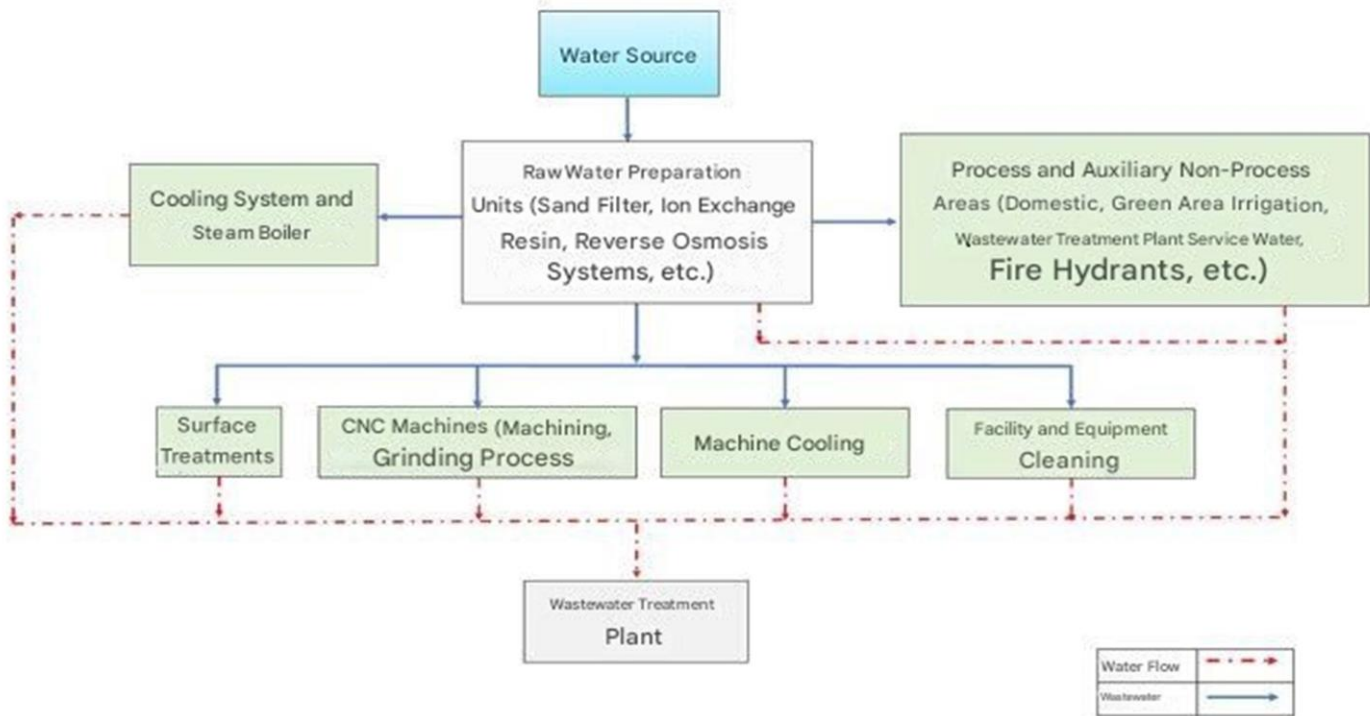 Water Source
Raw Water Preparation
Units (Sand Filter, Ion Exchange
Resin, Reverse Osmosis
Systems, etc.)
Cooling System and
Steam Boiler
Process and Auxiliary Non-Process
Areas (Domestic, Green Area Irrigation,
Wastewater Treatment Plant Service Water,
Fire Hydrants, etc.)
Surface
Treatments
CNC Machines (Machining,
Grinding Process
Machine Cooling
Facility and Equipment
Cleaning
Wastewater Treatment
Plant
Water Flow
Wastewater